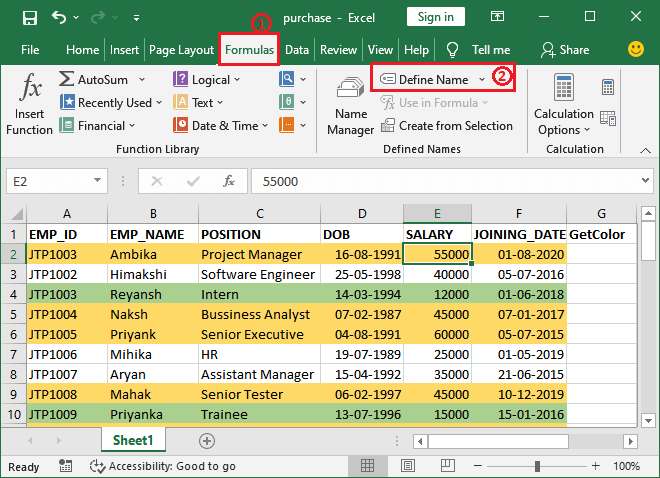 purchase - Excel Sign in
①
File Home Insert Page Layout Formulas Data Review View Help Tell me Share
fx Insert Function
AutoSum
Recently Used
Financial
Logical
Text
Date & Time
θ
Function Library
Name Manager
Define Name ②
Use in Formula
Create from Selection
Defined Names
Calculation Options
Calculation
E2 fx 55000
A B C D E F G
1 EMP_ID EMP_NAME POSITION DOB SALARY JOINING_DATE GetColor
2 JTP1003 Ambika Project Manager 16-08-1991 55000 01-08-2020
3 JTP1002 Himakshi Software Engineer 25-05-1998 40000 05-07-2016
4 JTP1003 Reyansh Intern 14-03-1994 12000 01-06-2018
5 JTP1004 Naksh Bussiness Analyst 07-02-1987 45000 07-01-2017
6 JTP1005 Priyank Senior Executive 04-08-1991 60000 05-07-2015
7 JTP1006 Mihika HR 19-07-1989 25000 01-05-2019
8 JTP1007 Aryan Assistant Manager 15-04-1992 35000 21-06-2015
9 JTP1008 Mahak Senior Tester 06-02-1997 45000 10-12-2019
10 JTP1009 Priyanka Trainee 13-07-1996 15000 15-01-2016
Sheet1
Ready Accessibility: Good to go 100%